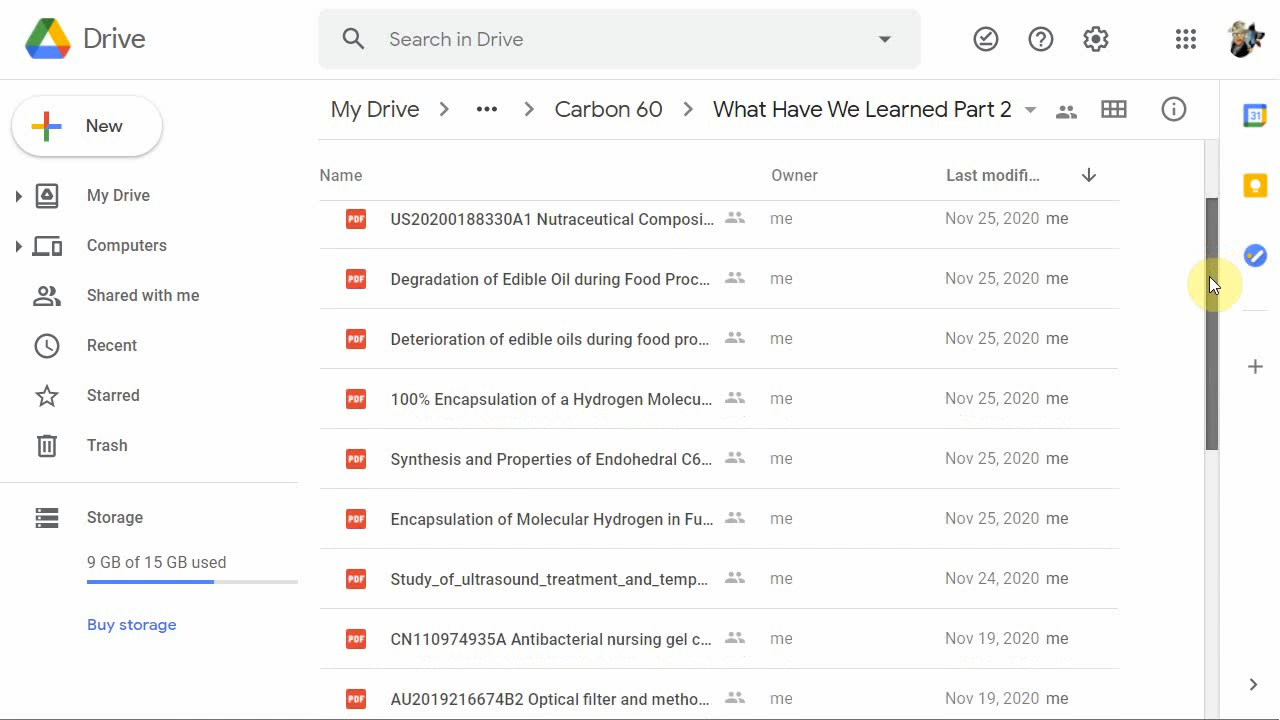 Drive
Search in Drive
New
My Drive
Computers
Shared with me
Recent
Starred
Trash
Storage
9 GB of 15 GB used
Buy storage
My Drive ••• Carbon 60 What Have We Learned Part 2
Name Owner Last modifi...
PDF US20200188330A1 Nutraceutical Composi... me Nov 25, 2020 me
PDF Degradation of Edible Oil during Food Proc... me Nov 25, 2020 me
PDF Deterioration of edible oils during food pro... me Nov 25, 2020 me
PDF 100% Encapsulation of a Hydrogen Molecu... me Nov 25, 2020 me
PDF Synthesis and Properties of Endohedral C6... me Nov 25, 2020 me
PDF Encapsulation of Molecular Hydrogen in Fu... me Nov 25, 2020 me
PDF Study_of_ultrasound_treatment_and_temp... me Nov 24, 2020 me
PDF CN110974935A Antibacterial nursing gel c... me Nov 19, 2020 me
PDF AU2019216674B2 Optical filter and metho... me Nov 19, 2020 me
31